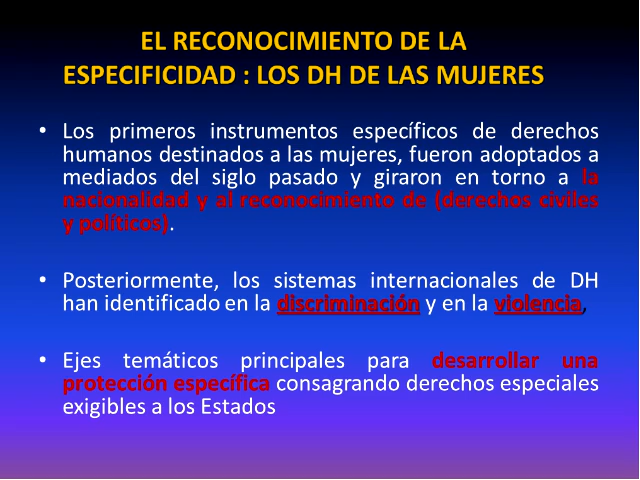 EL RECONOCIMIENTO DE LA
ESPECIFICIDAD : LOS DH DE LAS MUJERES
• Los primeros instrumentos específicos de derechos
humanos destinados a las mujeres, fueron adoptados a
mediados del siglo pasado y giraron en torno a la
nacionalidad y al reconocimiento de (derechos civiles
y políticos).
• Posteriormente, los sistemas internacionales de DH
han identificado en la discriminación y en la violencia,
• Ejes temáticos principales para desarrollar una
protección específica consagrando derechos especiales
exigibles a los Estados